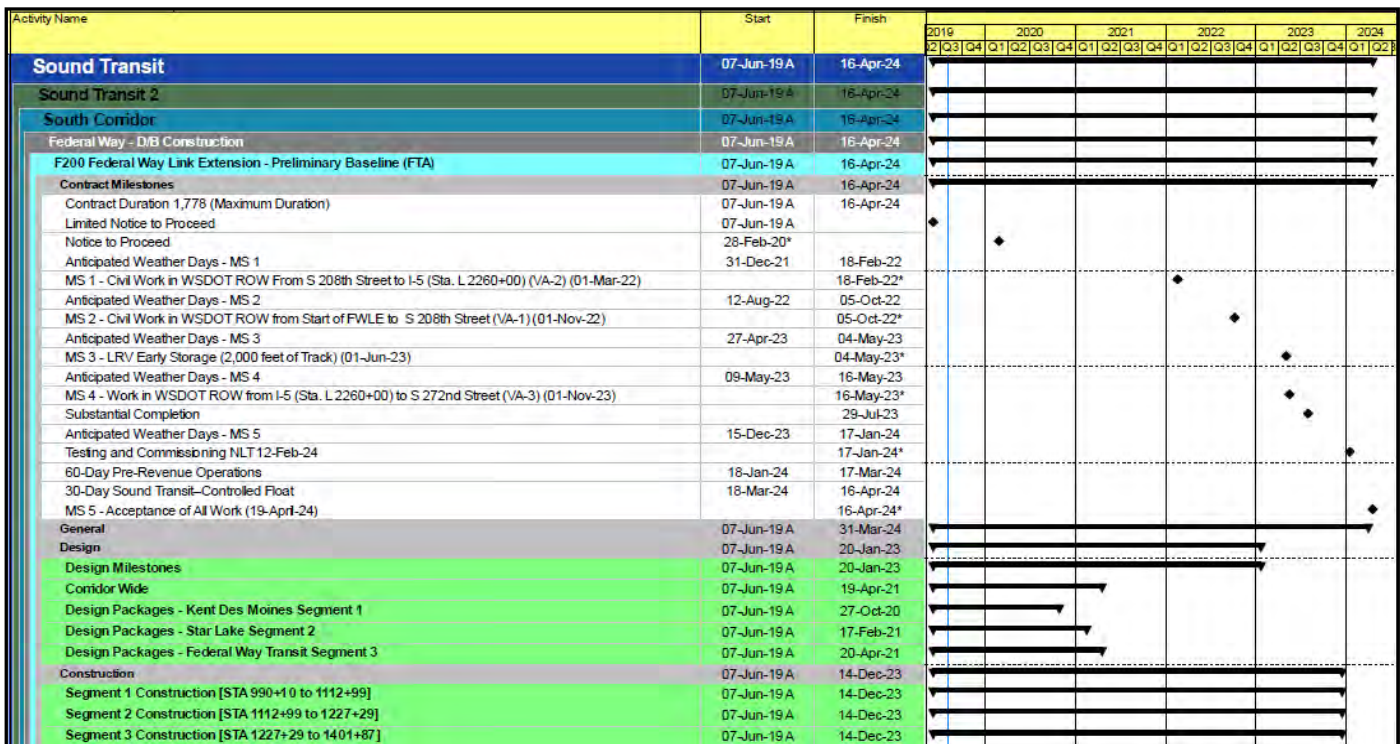 Activity Name Start Finish
2019 2020 2021 2022 2023 2024
Q2 Q3 Q4 Q1 Q2 Q3 Q4 Q1 Q2 Q3 Q4 Q1 Q2 Q3 Q4 Q1 Q2 Q3 Q4 Q1 Q2
Sound Transit 07-Jun-19 A 16-Apr-24
Sound Transit 2 07-Jun-19 A 16-Apr-24
South Corridor 07-Jun-19 A 16-Apr-24
Federal Way - D/B Construction 07-Jun-19 A 16-Apr-24
F200 Federal Way Link Extension - Preliminary Baseline (FTA) 07-Jun-19 A 16-Apr-24
Contract Milestones 07-Jun-19 A 16-Apr-24
Contract Duration 1,778 (Maximum Duration) 07-Jun-19 A 16-Apr-24
Limited Notice to Proceed 07-Jun-19 A
Notice to Proceed 28-Feb-20*
Anticipated Weather Days - MS 1 31-Dec-21 18-Feb-22
MS 1 - Civil Work in WSDOT ROW From S 208th Street to I-5 (Sta. L 2260+00) (VA-2) (01-Mar-22) 18-Feb-22*
Anticipated Weather Days - MS 2 12-Aug-22 05-Oct-22
MS 2 - Civil Work in WSDOT ROW from Start of FWLE to S 208th Street (VA-1) (01-Nov-22) 05-Oct-22*
Anticipated Weather Days - MS 3 27-Apr-23 04-May-23
MS 3 - LRV Early Storage (2,000 feet of Track) (01-Jun-23) 04-May-23*
Anticipated Weather Days - MS 4 09-May-23 16-May-23
MS 4 - Work in WSDOT ROW from I-5 (Sta. L 2260+00) to S 272nd Street (VA-3) (01-Nov-23) 16-May-23*
Substantial Completion 29-Jul-23
Anticipated Weather Days - MS 5 15-Dec-23 17-Jan-24
Testing and Commissioning NLT 12-Feb-24 17-Jan-24*
60-Day Pre-Revenue Operations 18-Jan-24 17-Mar-24
30-Day Sound Transit–Controlled Float 18-Mar-24 16-Apr-24
MS 5 - Acceptance of All Work (19-April-24) 16-Apr-24*
General 07-Jun-19 A 31-Mar-24
Design 07-Jun-19 A 20-Jan-23
Design Milestones 07-Jun-19 A 20-Jan-23
Corridor Wide 07-Jun-19 A 19-Apr-21
Design Packages - Kent Des Moines Segment 1 07-Jun-19 A 27-Oct-20
Design Packages - Star Lake Segment 2 07-Jun-19 A 17-Feb-21
Design Packages - Federal Way Transit Segment 3 07-Jun-19 A 20-Apr-21
Construction 07-Jun-19 A 14-Dec-23
Segment 1 Construction [STA 990+10 to 1112+99] 07-Jun-19 A 14-Dec-23
Segment 2 Construction [STA 1112+99 to 1227+29] 07-Jun-19 A 14-Dec-23
Segment 3 Construction [STA 1227+29 to 1401+87] 07-Jun-19 A 14-Dec-23